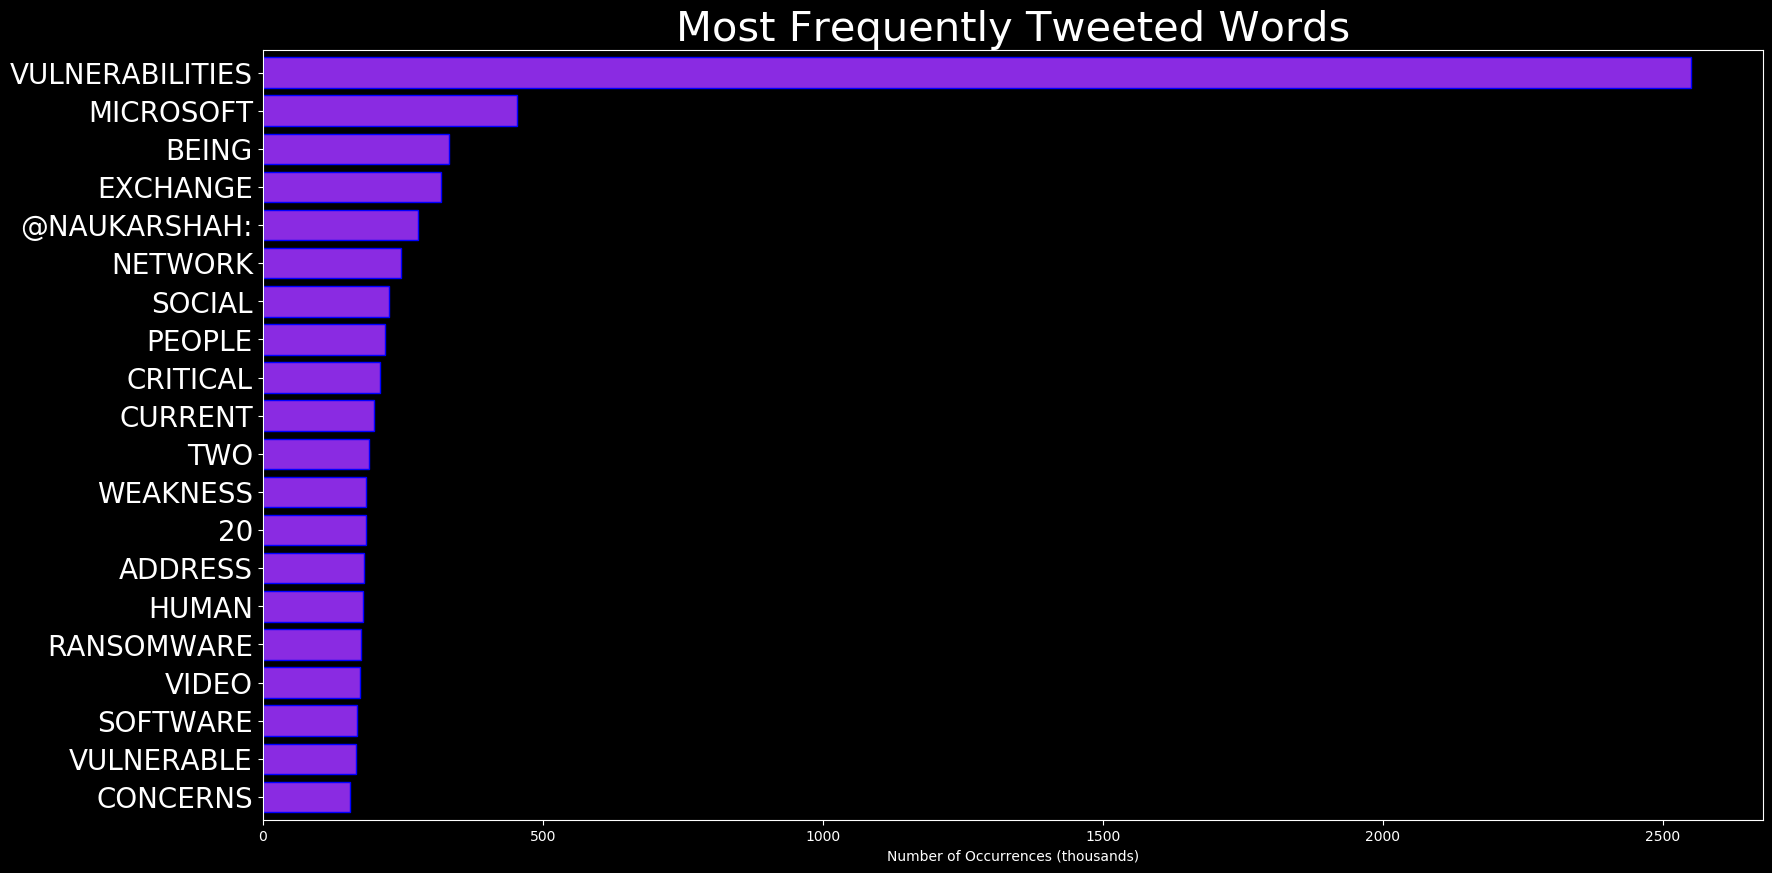 Most Frequently Tweeted Words
VULNERABILITIES
MICROSOFT
BEING
EXCHANGE
@NAUKARSHAH:
NETWORK
SOCIAL
PEOPLE
CRITICAL
CURRENT
TWO
WEAKNESS
20
ADDRESS
HUMAN
RANSOMWARE
VIDEO
SOFTWARE
VULNERABLE
CONCERNS
0 500 1000 1500 2000 2500
Number of Occurrences (thousands)